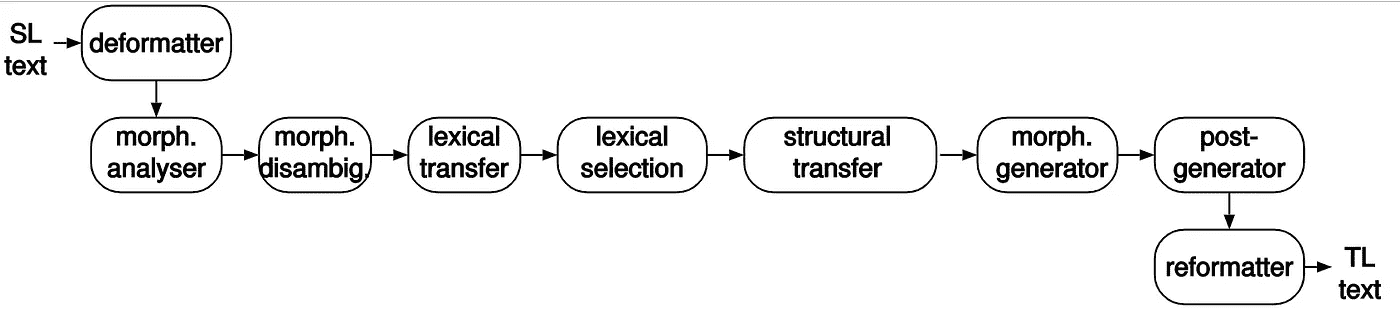 SL
text
deformatter
morph.
analyser
morph.
disambig.
lexical
transfer
lexical
selection
structural
transfer
morph.
generator
post-
generator
reformatter
TL
text